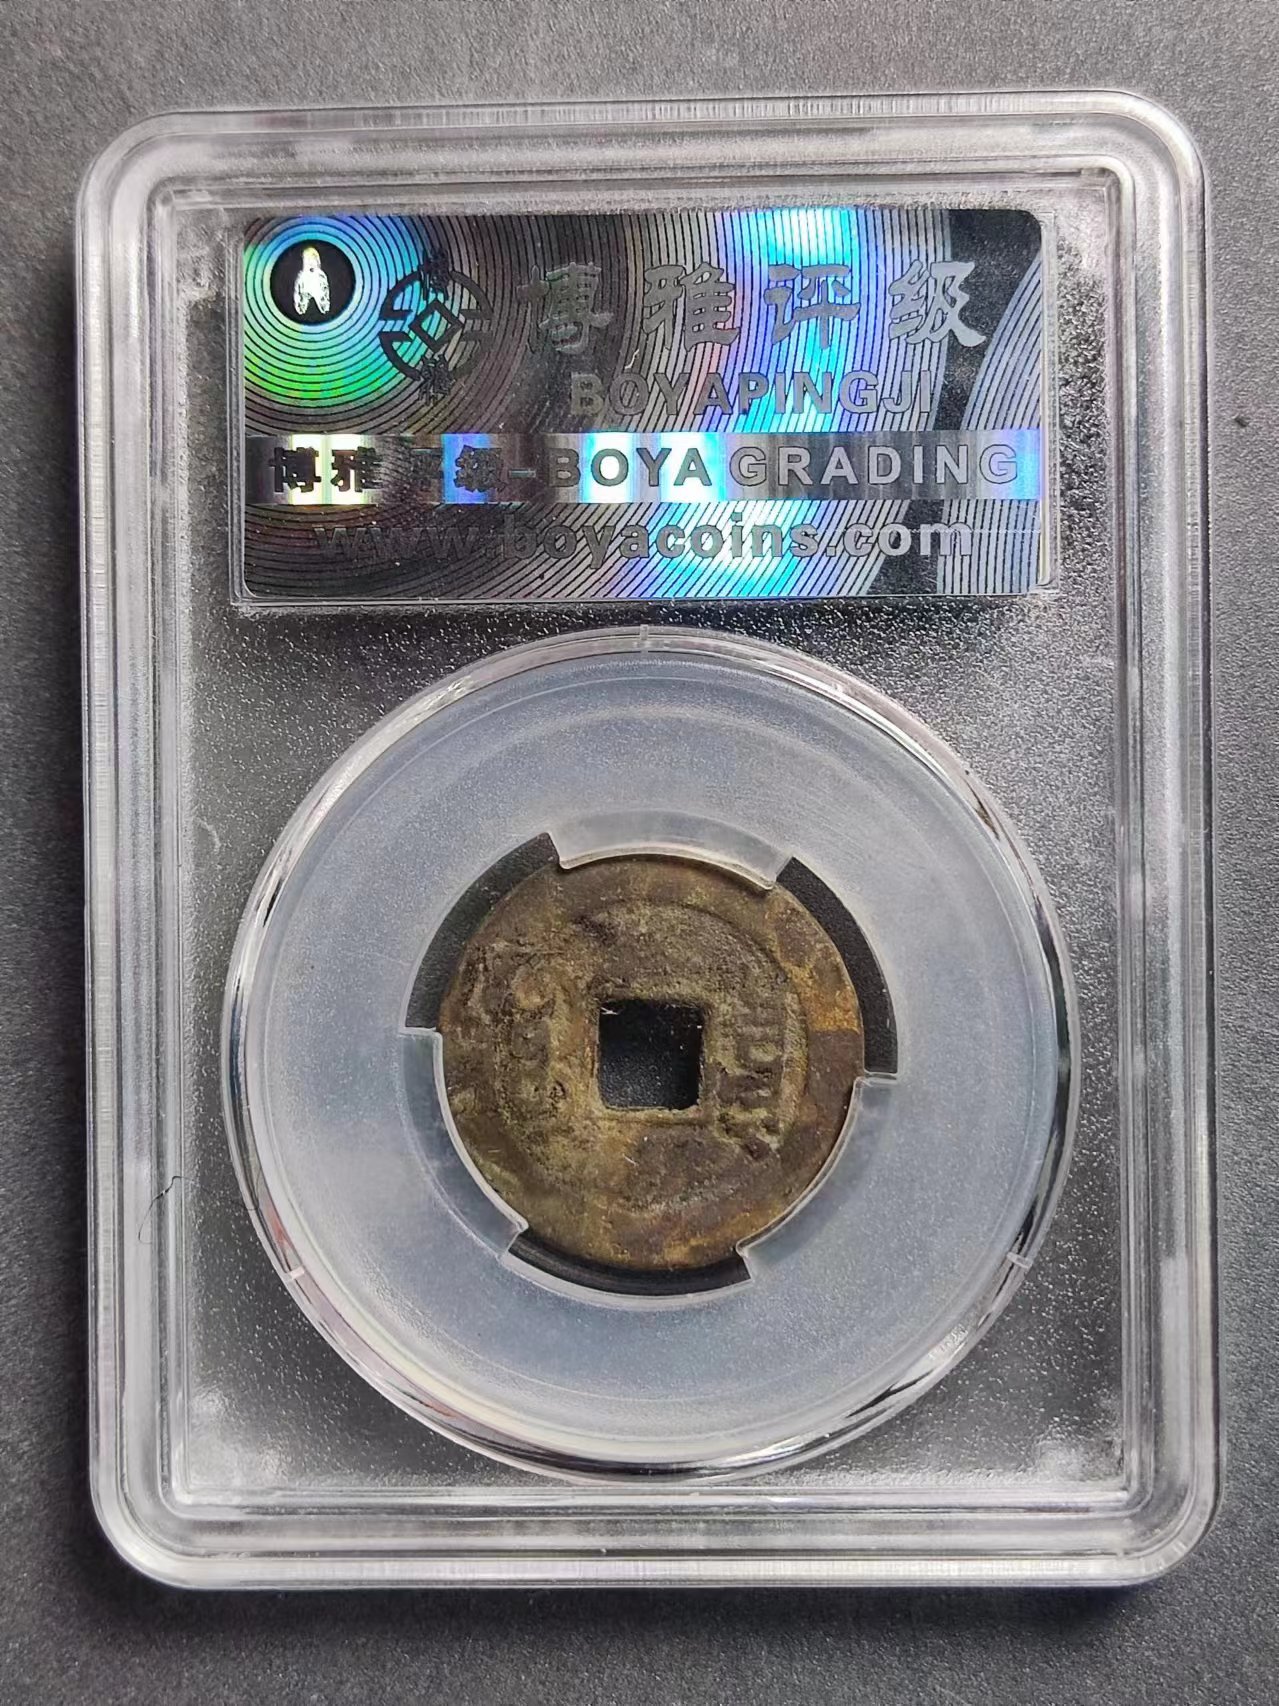 博雅评级
BOYAPINGJI
博雅评级-BOYA GRADING
www.boyacoins.com